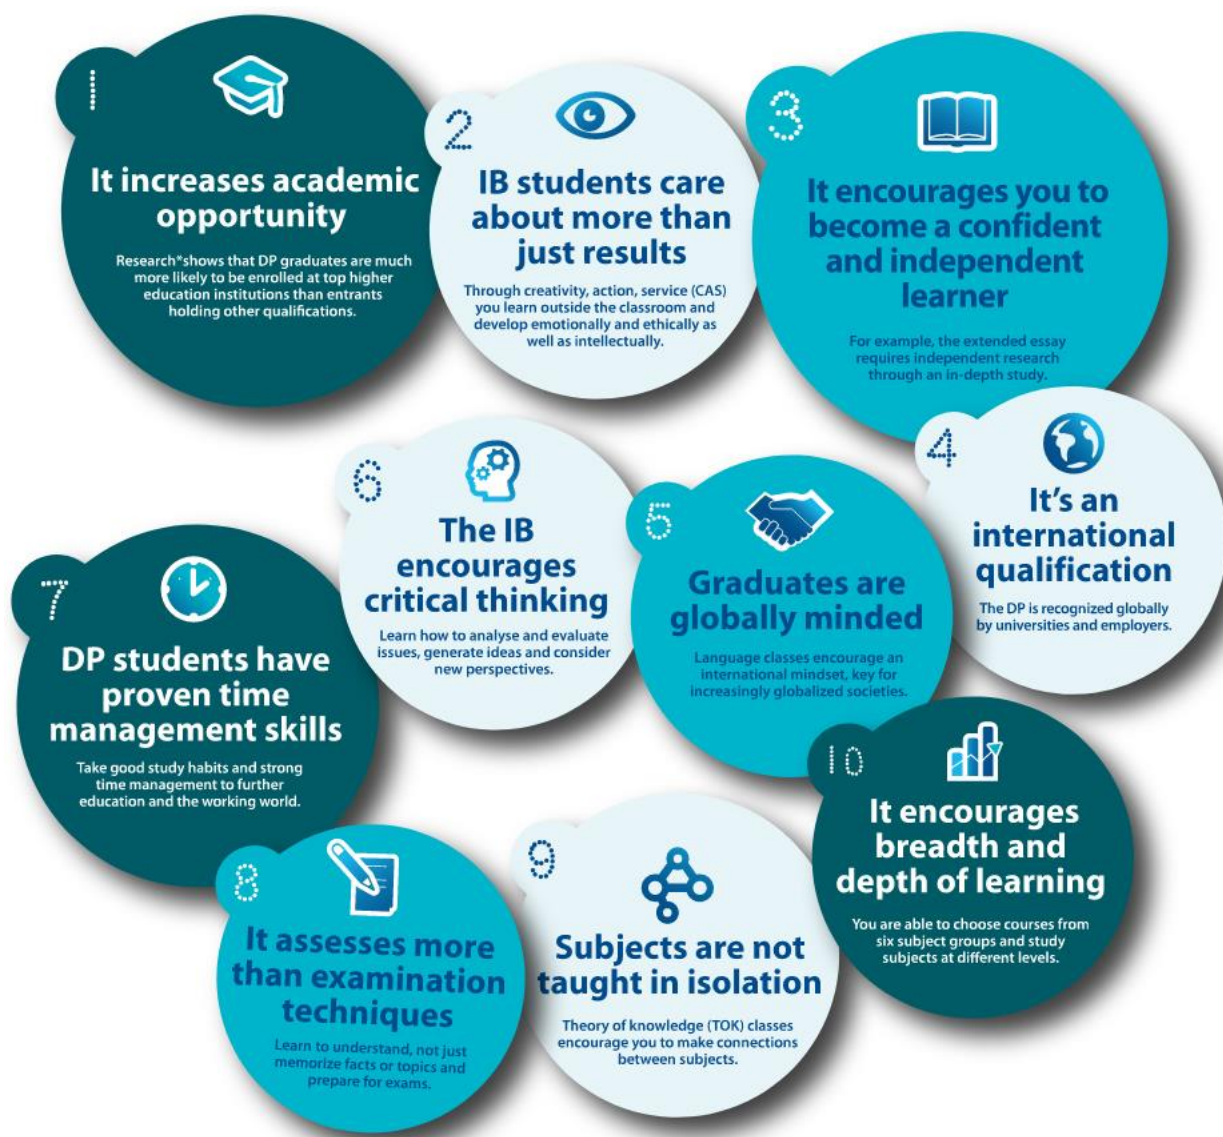 1
It increases academic
opportunity
Research*shows that DP graduates are much
more likely to be enrolled at top higher
education institutions than entrants
holding other qualifications.
2
IB students care
about more than
just results
Through creativity, action, service (CAS)
you learn outside the classroom and
develop emotionally and ethically as
well as intellectually.
3
It encourages you to
become a confident
and independent
learner
For example, the extended essay
requires independent research
through an in-depth study.
4
It's an
international
qualification
The DP is recognized globally
by universities and employers.
5
Graduates are
globally minded
Language classes encourage an
international mindset, key for
increasingly globalized societies.
6
The IB
encourages
critical thinking
Learn how to analyse and evaluate
issues, generate ideas and consider
new perspectives.
7
DP students have
proven time
management skills
Take good study habits and strong
time management to further
education and the working world.
8
It assesses more
than examination
techniques
Learn to understand, not just
memorize facts or topics and
prepare for exams.
9
Subjects are not
taught in isolation
Theory of knowledge (TOK) classes
encourage you to make connections
between subjects.
10
It encourages
breadth and
depth of learning
You are able to choose courses from
six subject groups and study
subjects at different levels.